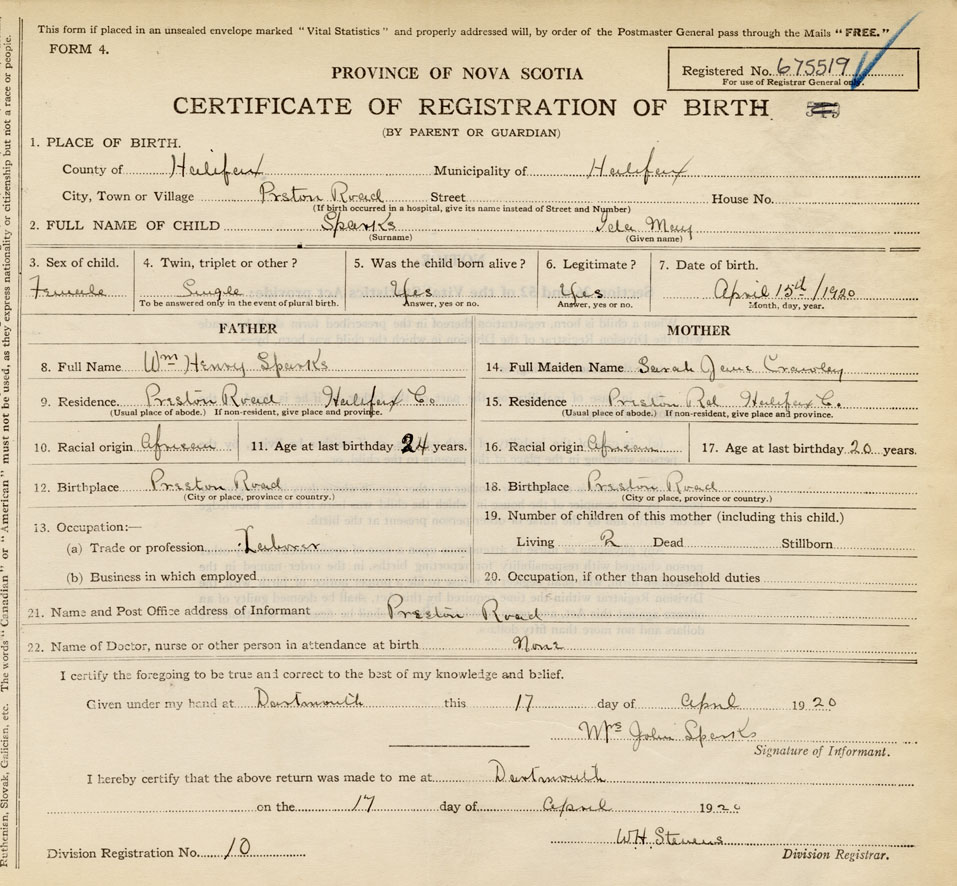 This form if placed in an unsealed envelope marked "Vital Statistics" and properly addressed will, by order of the Postmaster General pass through the Mails "FREE."
FORM 4.
Registered No. 675519
For use of Registrar General only.
PROVINCE OF NOVA SCOTIA
CERTIFICATE OF REGISTRATION OF BIRTH
(BY PARENT OR GUARDIAN)
1. PLACE OF BIRTH.
County of Halifax Municipality of Halifax
City, Town or Village Preston Road Street House No.
(If birth occurred in a hospital, give its name instead of Street and Number)
2. FULL NAME OF CHILD Sparks Ida May
(Surname) (Given name)
3. Sex of child. 4. Twin, triplet or other? 5. Was the child born alive? 6. Legitimate? 7. Date of birth.
Female Single Yes Yes April 15th/1920
To be answered only in the event of plural birth. Answer, yes or no. Answer, yes or no. Month, day, year.
FATHER MOTHER
8. Full Name Wm Henry Sparks 14. Full Maiden Name Sarah Jane Crawley
9. Residence. Preston Road Halifax Co. 15. Residence Preston Rd Halifax C.
(Usual place of abode.) If non-resident, give place and province. (Usual place of abode.) If non-resident, give place and province.
10. Racial origin African 11. Age at last birthday 24 years. 16. Racial origin African 17. Age at last birthday 20 years.
12. Birthplace Preston Road 18. Birthplace Preston Road
(City or place, province or country.) (City or place, province or country.)
13. Occupation:— 19. Number of children of this mother (including this child.)
(a) Trade or profession Laborer Living 2 Dead Stillborn
(b) Business in which employed 20. Occupation, if other than household duties
21. Name and Post Office address of Informant Preston Road
22. Name of Doctor, nurse or other person in attendance at birth None
I certify the foregoing to be true and correct to the best of my knowledge and belief.
Given under my hand at Dartmouth this 17 day of April 1920
Mrs John Sparks
Signature of Informant.
I hereby certify that the above return was made to me at Dartmouth
on the 17 day of April 1920
W.H. Stevens
Division Registration No. 10 Division Registrar.
Ruthenian, Slovak, Galician, etc. The words "Canadian" or "American" must not be used, as they express nationality or citizenship but not a race or people.